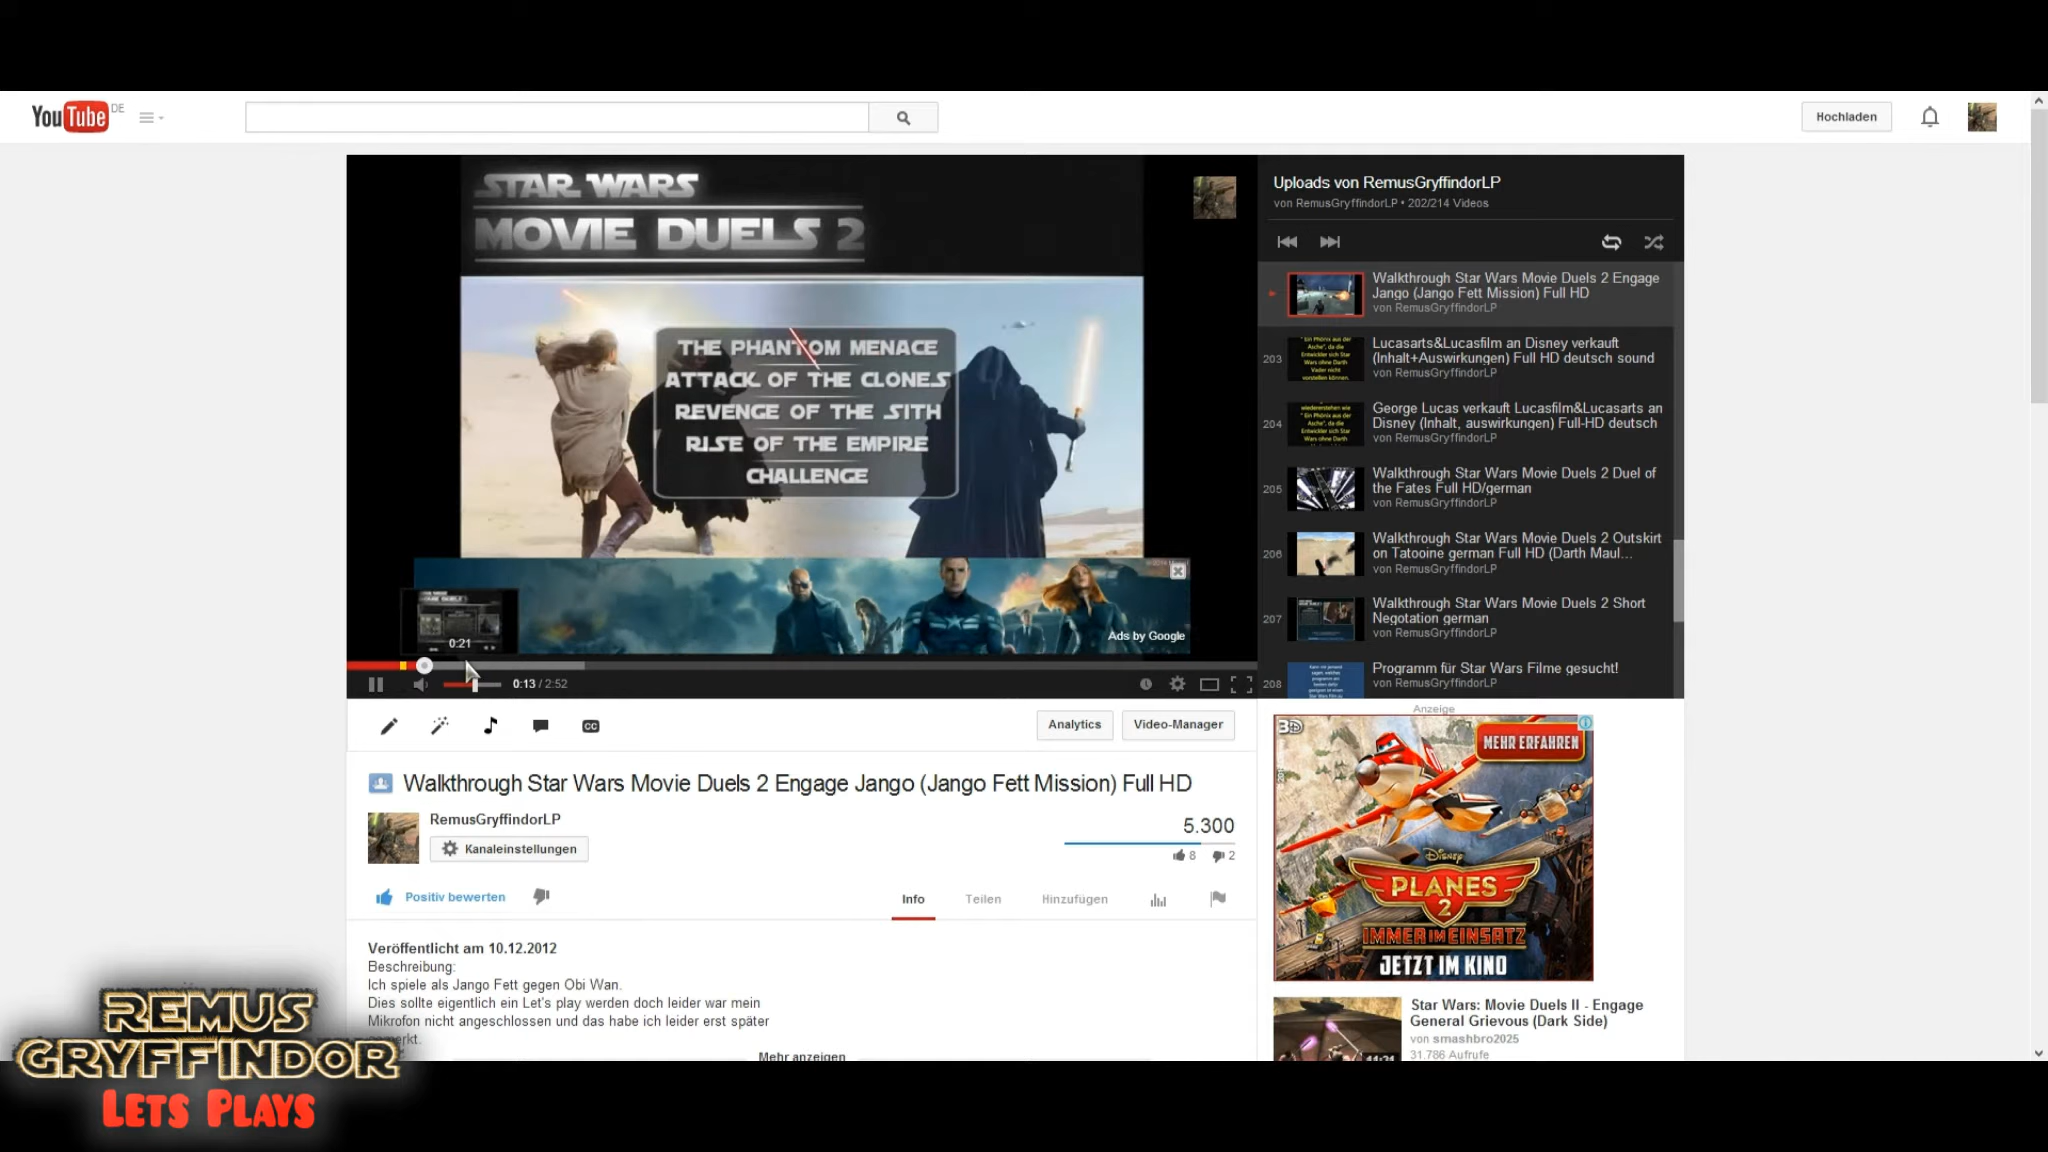 YouTube DE
Hochladen
STAR WARS
MOVIE DUELS 2
THE PHANTOM MENACE
ATTACK OF THE CLONES
REVENGE OF THE SITH
RISE OF THE EMPIRE
CHALLENGE
Ads by Google
0:21
0:13 / 2:52
Uploads von RemusGryffindorLP
von RemusGryffindorLP • 202/214 Videos
Walkthrough Star Wars Movie Duels 2 Engage
Jango (Jango Fett Mission) Full HD
von RemusGryffindorLP
203
Lucasarts&Lucasfilm an Disney verkauft
(Inhalt+Auswirkungen) Full HD deutsch sound
von RemusGryffindorLP
204
George Lucas verkauft Lucasfilm&Lucasarts an
Disney (Inhalt, auswirkungen) Full-HD deutsch
von RemusGryffindorLP
205
Walkthrough Star Wars Movie Duels 2 Duel of
the Fates Full HD/german
von RemusGryffindorLP
206
Walkthrough Star Wars Movie Duels 2 Outskirt
on Tatooine german Full HD (Darth Maul...
von RemusGryffindorLP
207
Walkthrough Star Wars Movie Duels 2 Short
Negotation german
von RemusGryffindorLP
208
Programm für Star Wars Filme gesucht!
von RemusGryffindorLP
CC
Analytics
Video-Manager
Walkthrough Star Wars Movie Duels 2 Engage Jango (Jango Fett Mission) Full HD
RemusGryffindorLP
Kanaleinstellungen
5.300
8
2
Positiv bewerten
Info
Teilen
Hinzufügen
Veröffentlicht am 10.12.2012
Beschreibung:
Ich spiele als Jango Fett gegen Obi Wan.
Dies sollte eigentlich ein Let's play werden doch leider war mein
Mikrofon nicht angeschlossen und das habe ich leider erst später
Mehr anzeigen
Anzeige
3D
MEHR ERFAHREN
Disney
PLANES
2
IMMER IM EINSATZ
JETZT IM KINO
Star Wars: Movie Duels II - Engage
General Grievous (Dark Side)
von smashbro2025
31.786 Aufrufe
REMUS
GRYFFINDOR
LETS PLAYS